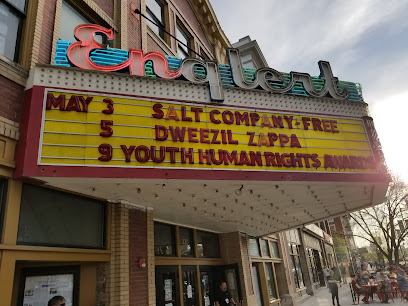 Englert
MAY 3 SALT COMPANY-FREE
5 DWEEZIL ZAPPA
9 YOUTH HUMAN RIGHTS AWARDS